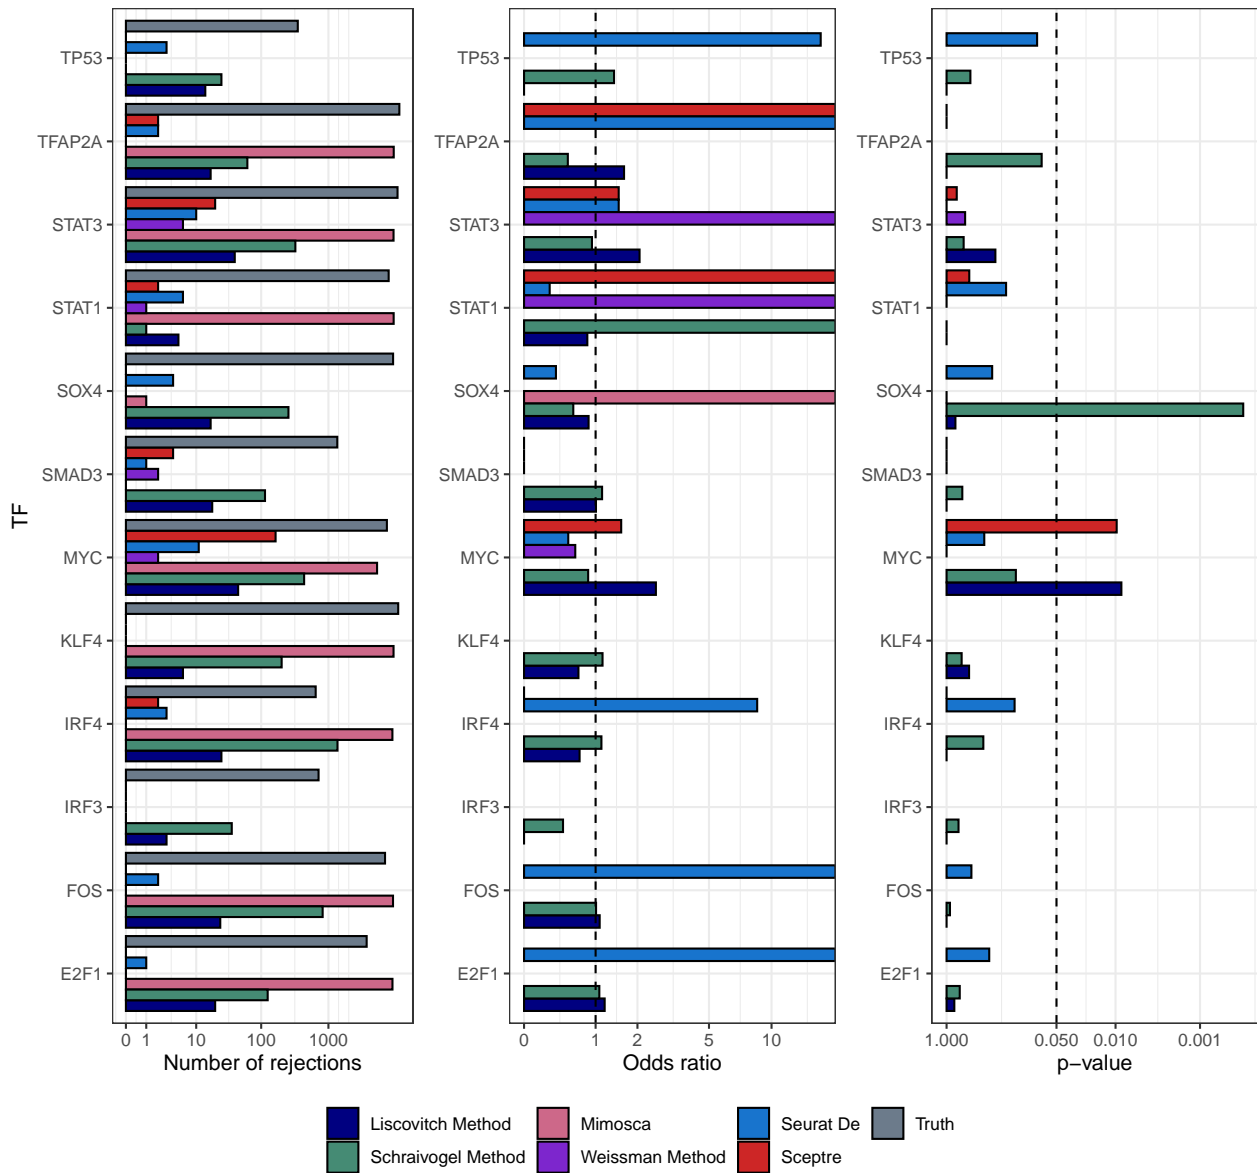 TF
TP53
TFAP2A
STAT3
STAT1
SOX4
SMAD3
MYC
KLF4
IRF4
IRF3
FOS
E2F1
0 1 10 100 1000
Number of rejections
TP53
TFAP2A
STAT3
STAT1
SOX4
SMAD3
MYC
KLF4
IRF4
IRF3
FOS
E2F1
0 1 2 5 10
Odds ratio
TP53
TFAP2A
STAT3
STAT1
SOX4
SMAD3
MYC
KLF4
IRF4
IRF3
FOS
E2F1
1.000 0.050 0.010 0.001
p−value
Liscovitch Method Mimosca Seurat De Truth
Schraivogel Method Weissman Method Sceptre